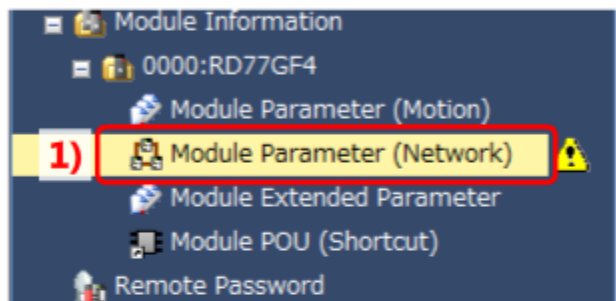 Module Information
0000:RD77GF4
Module Parameter (Motion)
1) Module Parameter (Network)
Module Extended Parameter
Module POU (Shortcut)
Remote Password